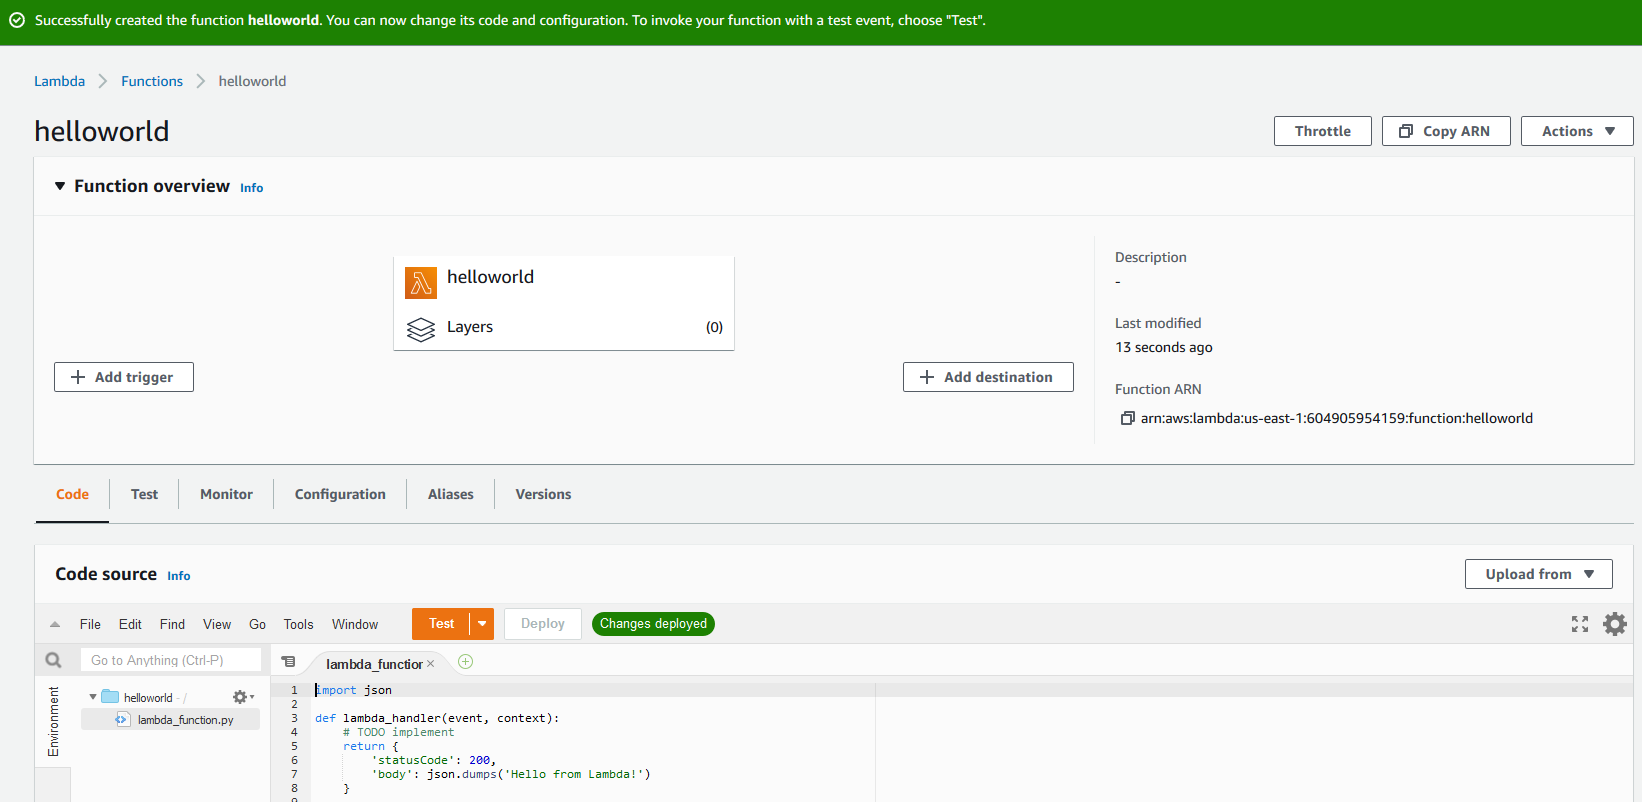 Successfully created the function helloworld. You can now change its code and configuration. To invoke your function with a test event, choose "Test".
Lambda Functions helloworld
helloworld
Throttle Copy ARN Actions
Function overview Info
helloworld
Layers (0)
Add trigger
Add destination
Description
-
Last modified
13 seconds ago
Function ARN
arn:aws:lambda:us-east-1:604905954159:function:helloworld
Code Test Monitor Configuration Aliases Versions
Code source Info
Upload from
File Edit Find View Go Tools Window Test Deploy Changes deployed
Go to Anything (Ctrl-P)
lambda_function
Environment
helloworld - /
lambda_function.py
1 import json
2
3 def lambda_handler(event, context):
4 # TODO implement
5 return {
6 'statusCode': 200,
7 'body': json.dumps('Hello from Lambda!')
8 }
9